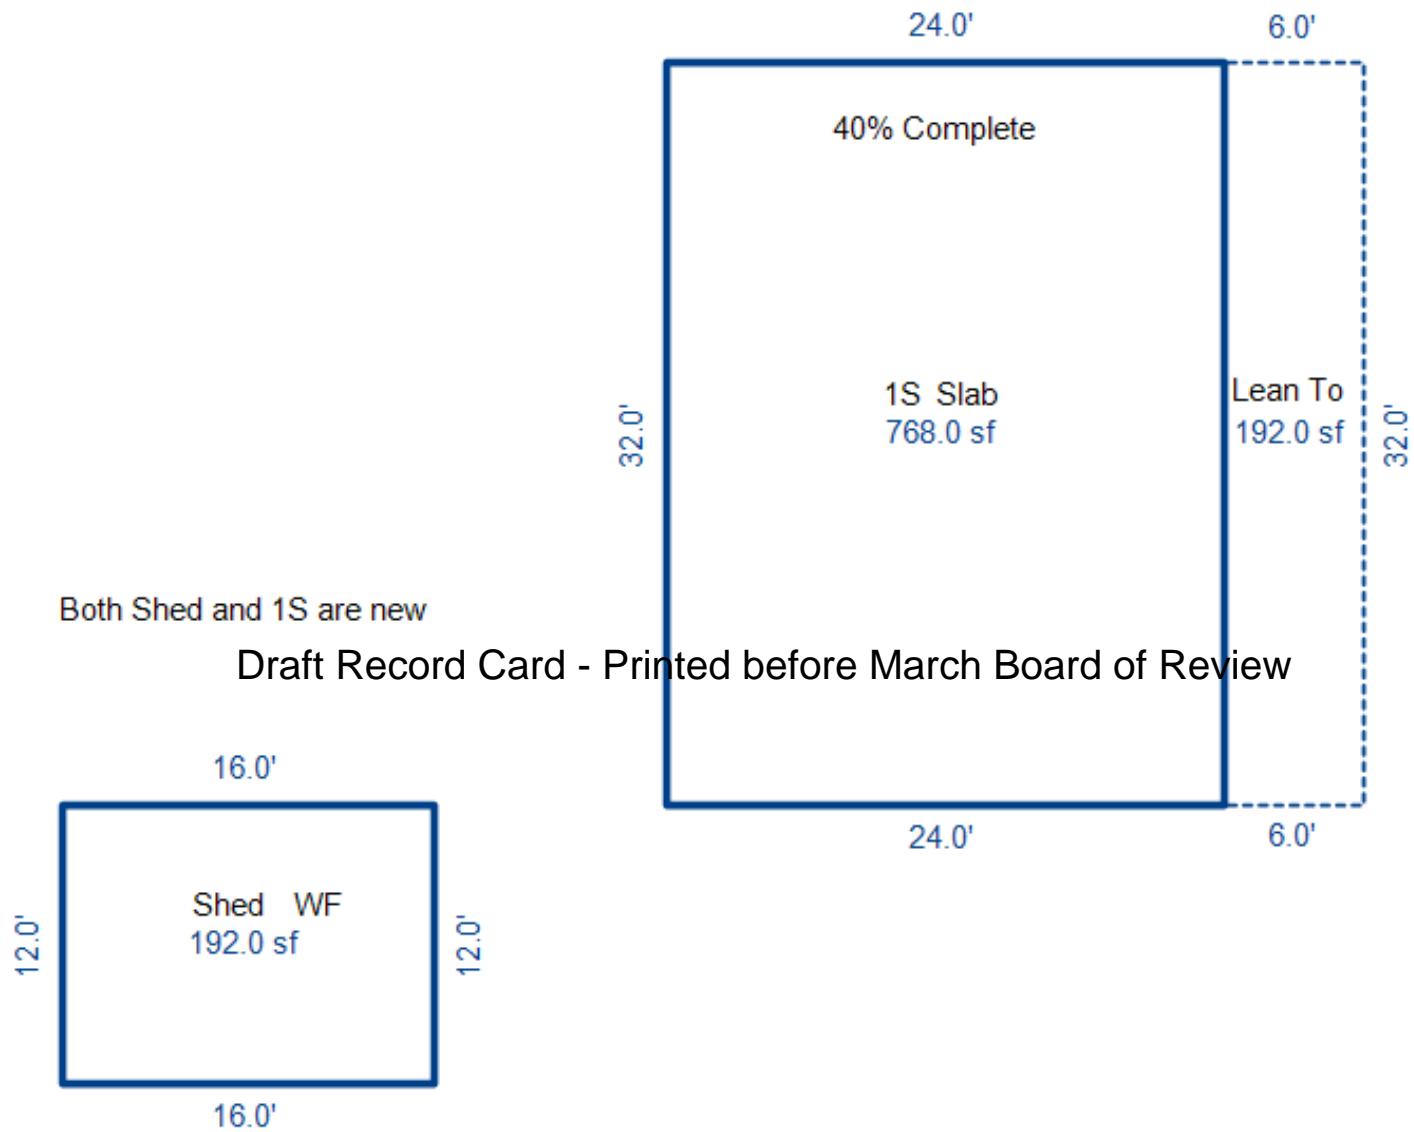 24.0'
6.0'
40% Complete
1S Slab
768.0 sf
Lean To
192.0 sf
32.0'
32.0'
Both Shed and 1S are new
Draft Record Card - Printed before March Board of Review
16.0'
24.0'
6.0'
Shed WF
192.0 sf
12.0'
12.0'
16.0'